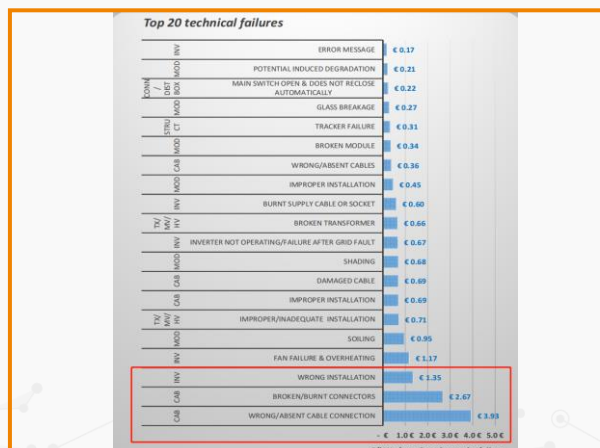 Top 20 technical failures
INV ERROR MESSAGE € 0.17
MOD POTENTIAL INDUCED DEGRADATION € 0.21
CONN / DIST BOX MAIN SWITCH OPEN & DOES NOT RECLOSE AUTOMATICALLY € 0.22
MOD GLASS BREAKAGE € 0.27
STRU CT TRACKER FAILURE € 0.31
MOD BROKEN MODULE € 0.34
CAB WRONG/ABSENT CABLES € 0.36
MOD IMPROPER INSTALLATION € 0.45
INV BURNT SUPPLY CABLE OR SOCKET € 0.60
TX/ MV/ HV BROKEN TRANSFORMER € 0.66
INV INVERTER NOT OPERATING/FAILURE AFTER GRID FAULT € 0.67
MOD SHADING € 0.68
CAB DAMAGED CABLE € 0.69
CAB IMPROPER INSTALLATION € 0.69
TX/ MV/ HV IMPROPER/INADEQUATE INSTALLATION € 0.71
MOD SOILING € 0.95
INV FAN FAILURE & OVERHEATING € 1.17
INV WRONG INSTALLATION € 1.35
CAB BROKEN/BURNT CONNECTORS € 2.67
CAB WRONG/ABSENT CABLE CONNECTION € 3.93
- € 1.0 € 2.0 € 3.0 € 4.0 € 5.0 €